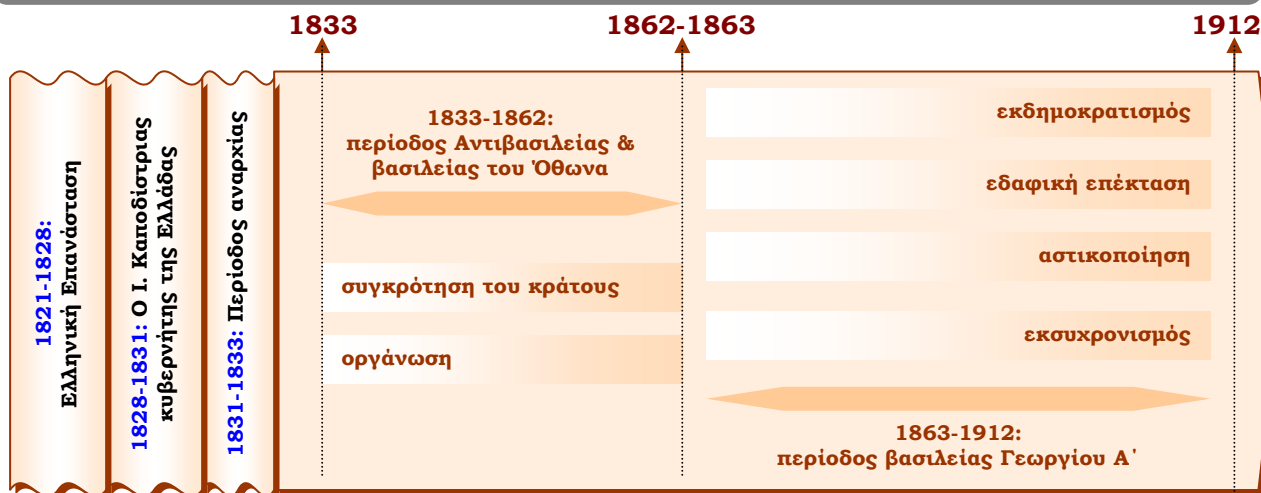 1833
1862-1863
1912
1821-1828:
Ελληνική Επανάσταση
1828-1831: Ο Ι. Καποδίστριας
κυβερνήτης της Ελλάδας
1831-1833: Περίοδος αναρχίας
1833-1862:
περίοδος Αντιβασιλείας &
βασιλείας του Όθωνα
συγκρότηση του κράτους
οργάνωση
εκδημοκρατισμός
εδαφική επέκταση
αστικοποίηση
εκσυχρονισμός
1863-1912:
περίοδος βασιλείας Γεωργίου Α΄